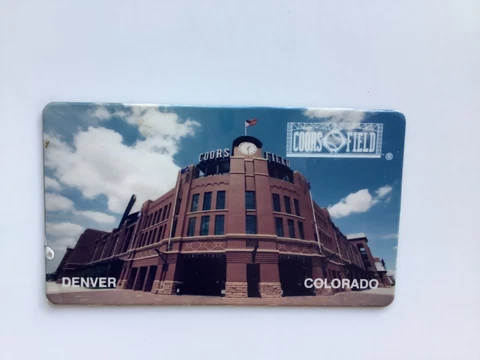 COORS FIELD
®
COORS FIELD
DENVER
COLORADO